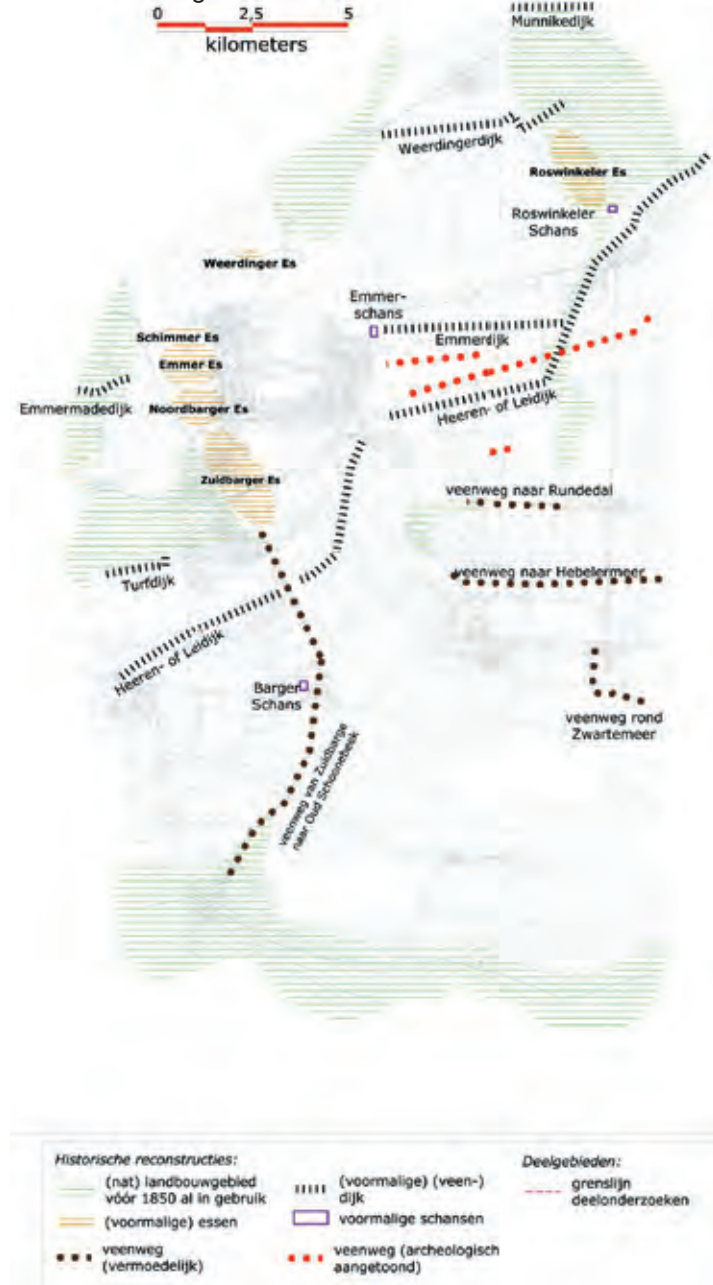 0 2,5 5
kilometers
Munnikedijk
Weerdingerdijk
Roswinkeler Es
Roswinkeler
Schans
Weerdinger Es
Emmer-
schans
Emmerdijk
Schimmer Es
Emmer Es
Noordbarger Es
Emmermadedijk
Heeren- of Leidijk
Zuidbarger Es
veenweg naar Rundedal
veenweg naar Hebelermeer
Turfdijk
Heeren- of Leidijk
Barger
Schans
veenweg rond
Zwartemeer
veenweg van Zuidbarge
naar Oud Schoonebeek
Historische reconstructies:
(nat) landbouwgebied
vóór 1850 al in gebruik
(voormalige) essen
veenweg
(vermoedelijk)
(voormalige) (veen-)
dijk
voormalige schansen
veenweg (archeologisch
aangetoond)
Deelgebieden:
grenslijn
deelonderzoeken